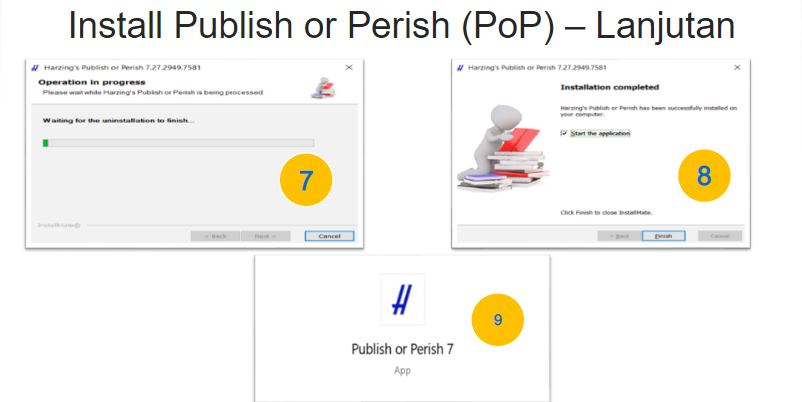 Install Publish or Perish (PoP) – Lanjutan
Harzing's Publish or Perish 7.27.2949.7581
Operation in progress
Please wait while Harzing's Publish or Perish is being processed.
Waiting for the uninstallation to finish...
7
InstallMate®
< Back Next > Cancel
Harzing's Publish or Perish 7.27.2949.7581
Installation completed
Harzing's Publish or Perish has been successfully installed on
your computer.
Start the application
8
Click Finish to close InstallMate.
< Back Finish Cancel
9
Publish or Perish 7
App